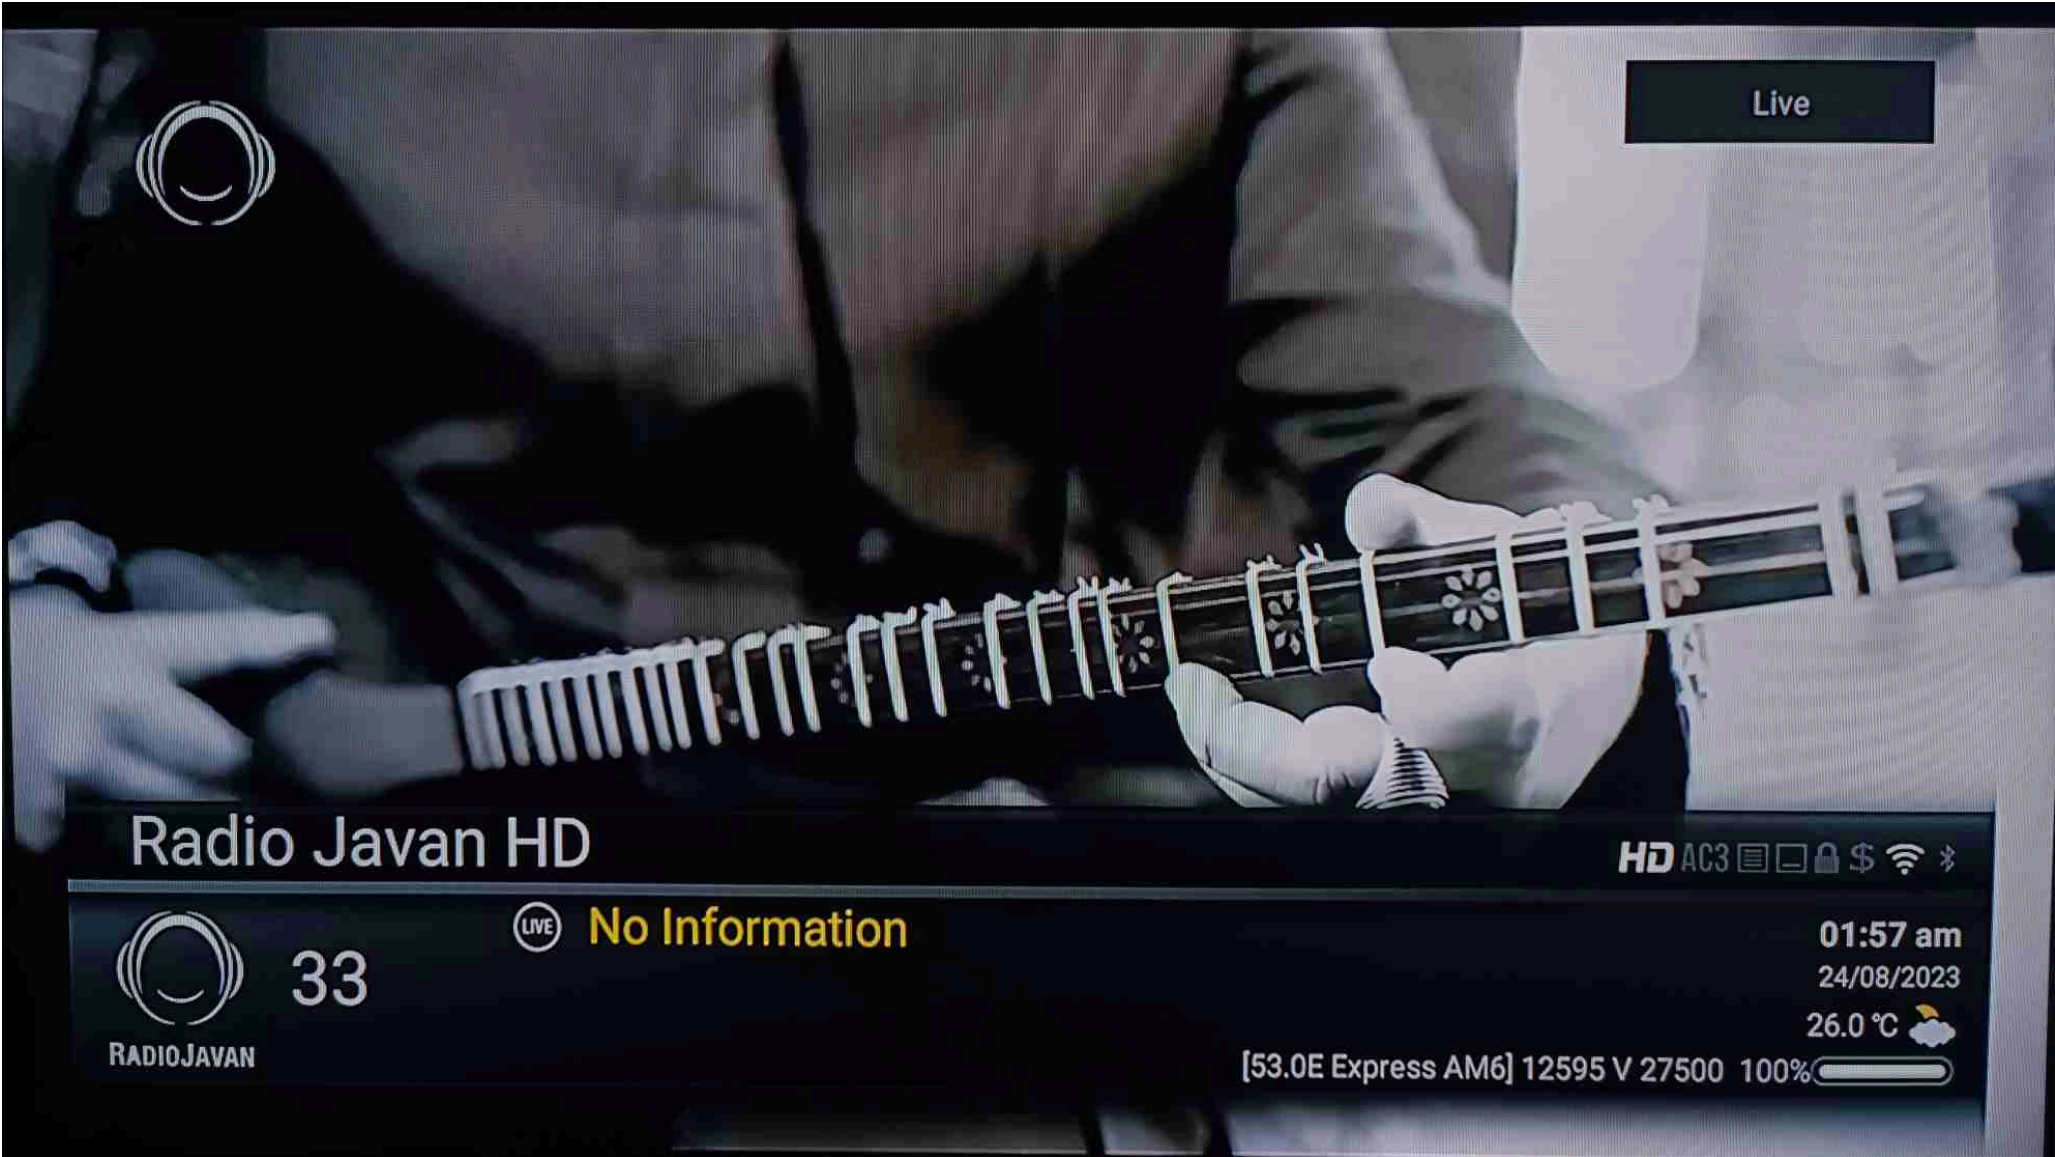 Live
Radio Javan HD
HD AC3 $
LIVE No Information
33
01:57 am
24/08/2023
26.0 °C
RADIOJAVAN
[53.0E Express AM6] 12595 V 27500 100%